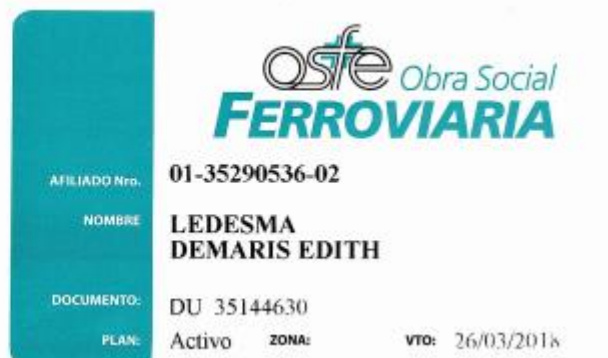 osfe Obra Social
FERROVIARIA
AFILIADO Nro. 01-35290536-02
NOMBRE LEDESMA
DEMARIS EDITH
DOCUMENTO: DU 35144630
PLAN: Activo ZONA: VTO: 26/03/2018